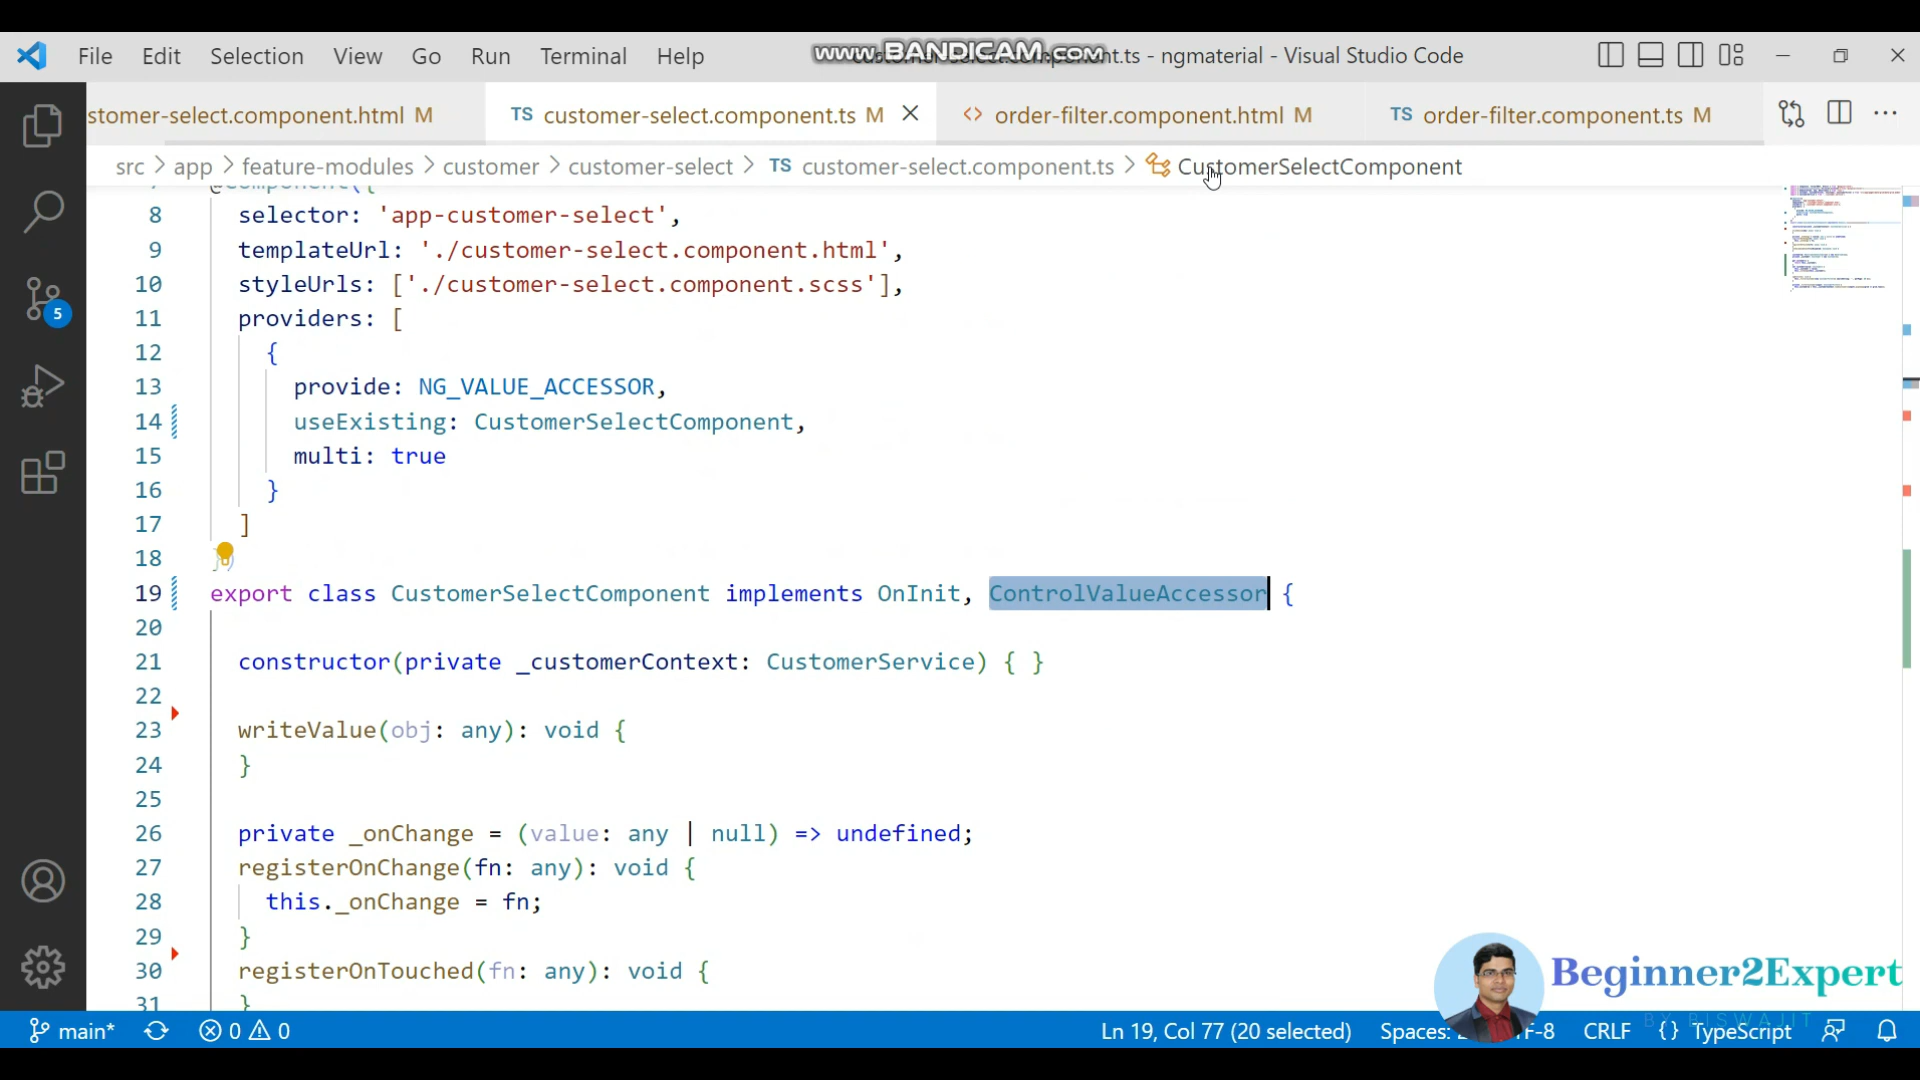 File Edit Selection View Go Run Terminal Help www.BANDICAM.com .ts - ngmaterial - Visual Studio Code
stomer-select.component.html M TS customer-select.component.ts M order-filter.component.html M TS order-filter.component.ts M
src > app > feature-modules > customer > customer-select > TS customer-select.component.ts > CustomerSelectComponent
8 selector: 'app-customer-select',
9 templateUrl: './customer-select.component.html',
10 styleUrls: ['./customer-select.component.scss'],
11 providers: [
12 {
13 provide: NG_VALUE_ACCESSOR,
14 useExisting: CustomerSelectComponent,
15 multi: true
16 }
17 ]
18 })
19 export class CustomerSelectComponent implements OnInit, ControlValueAccessor {
20
21 constructor(private _customerContext: CustomerService) { }
22
23 writeValue(obj: any): void {
24 }
25
26 private _onChange = (value: any | null) => undefined;
27 registerOnChange(fn: any): void {
28 this._onChange = fn;
29 }
30 registerOnTouched(fn: any): void {
31 }
5
Beginner2Expert
BY BISWAJIT
main* 0 0 Ln 19, Col 77 (20 selected) Spaces: F-8 CRLF {} TypeScript